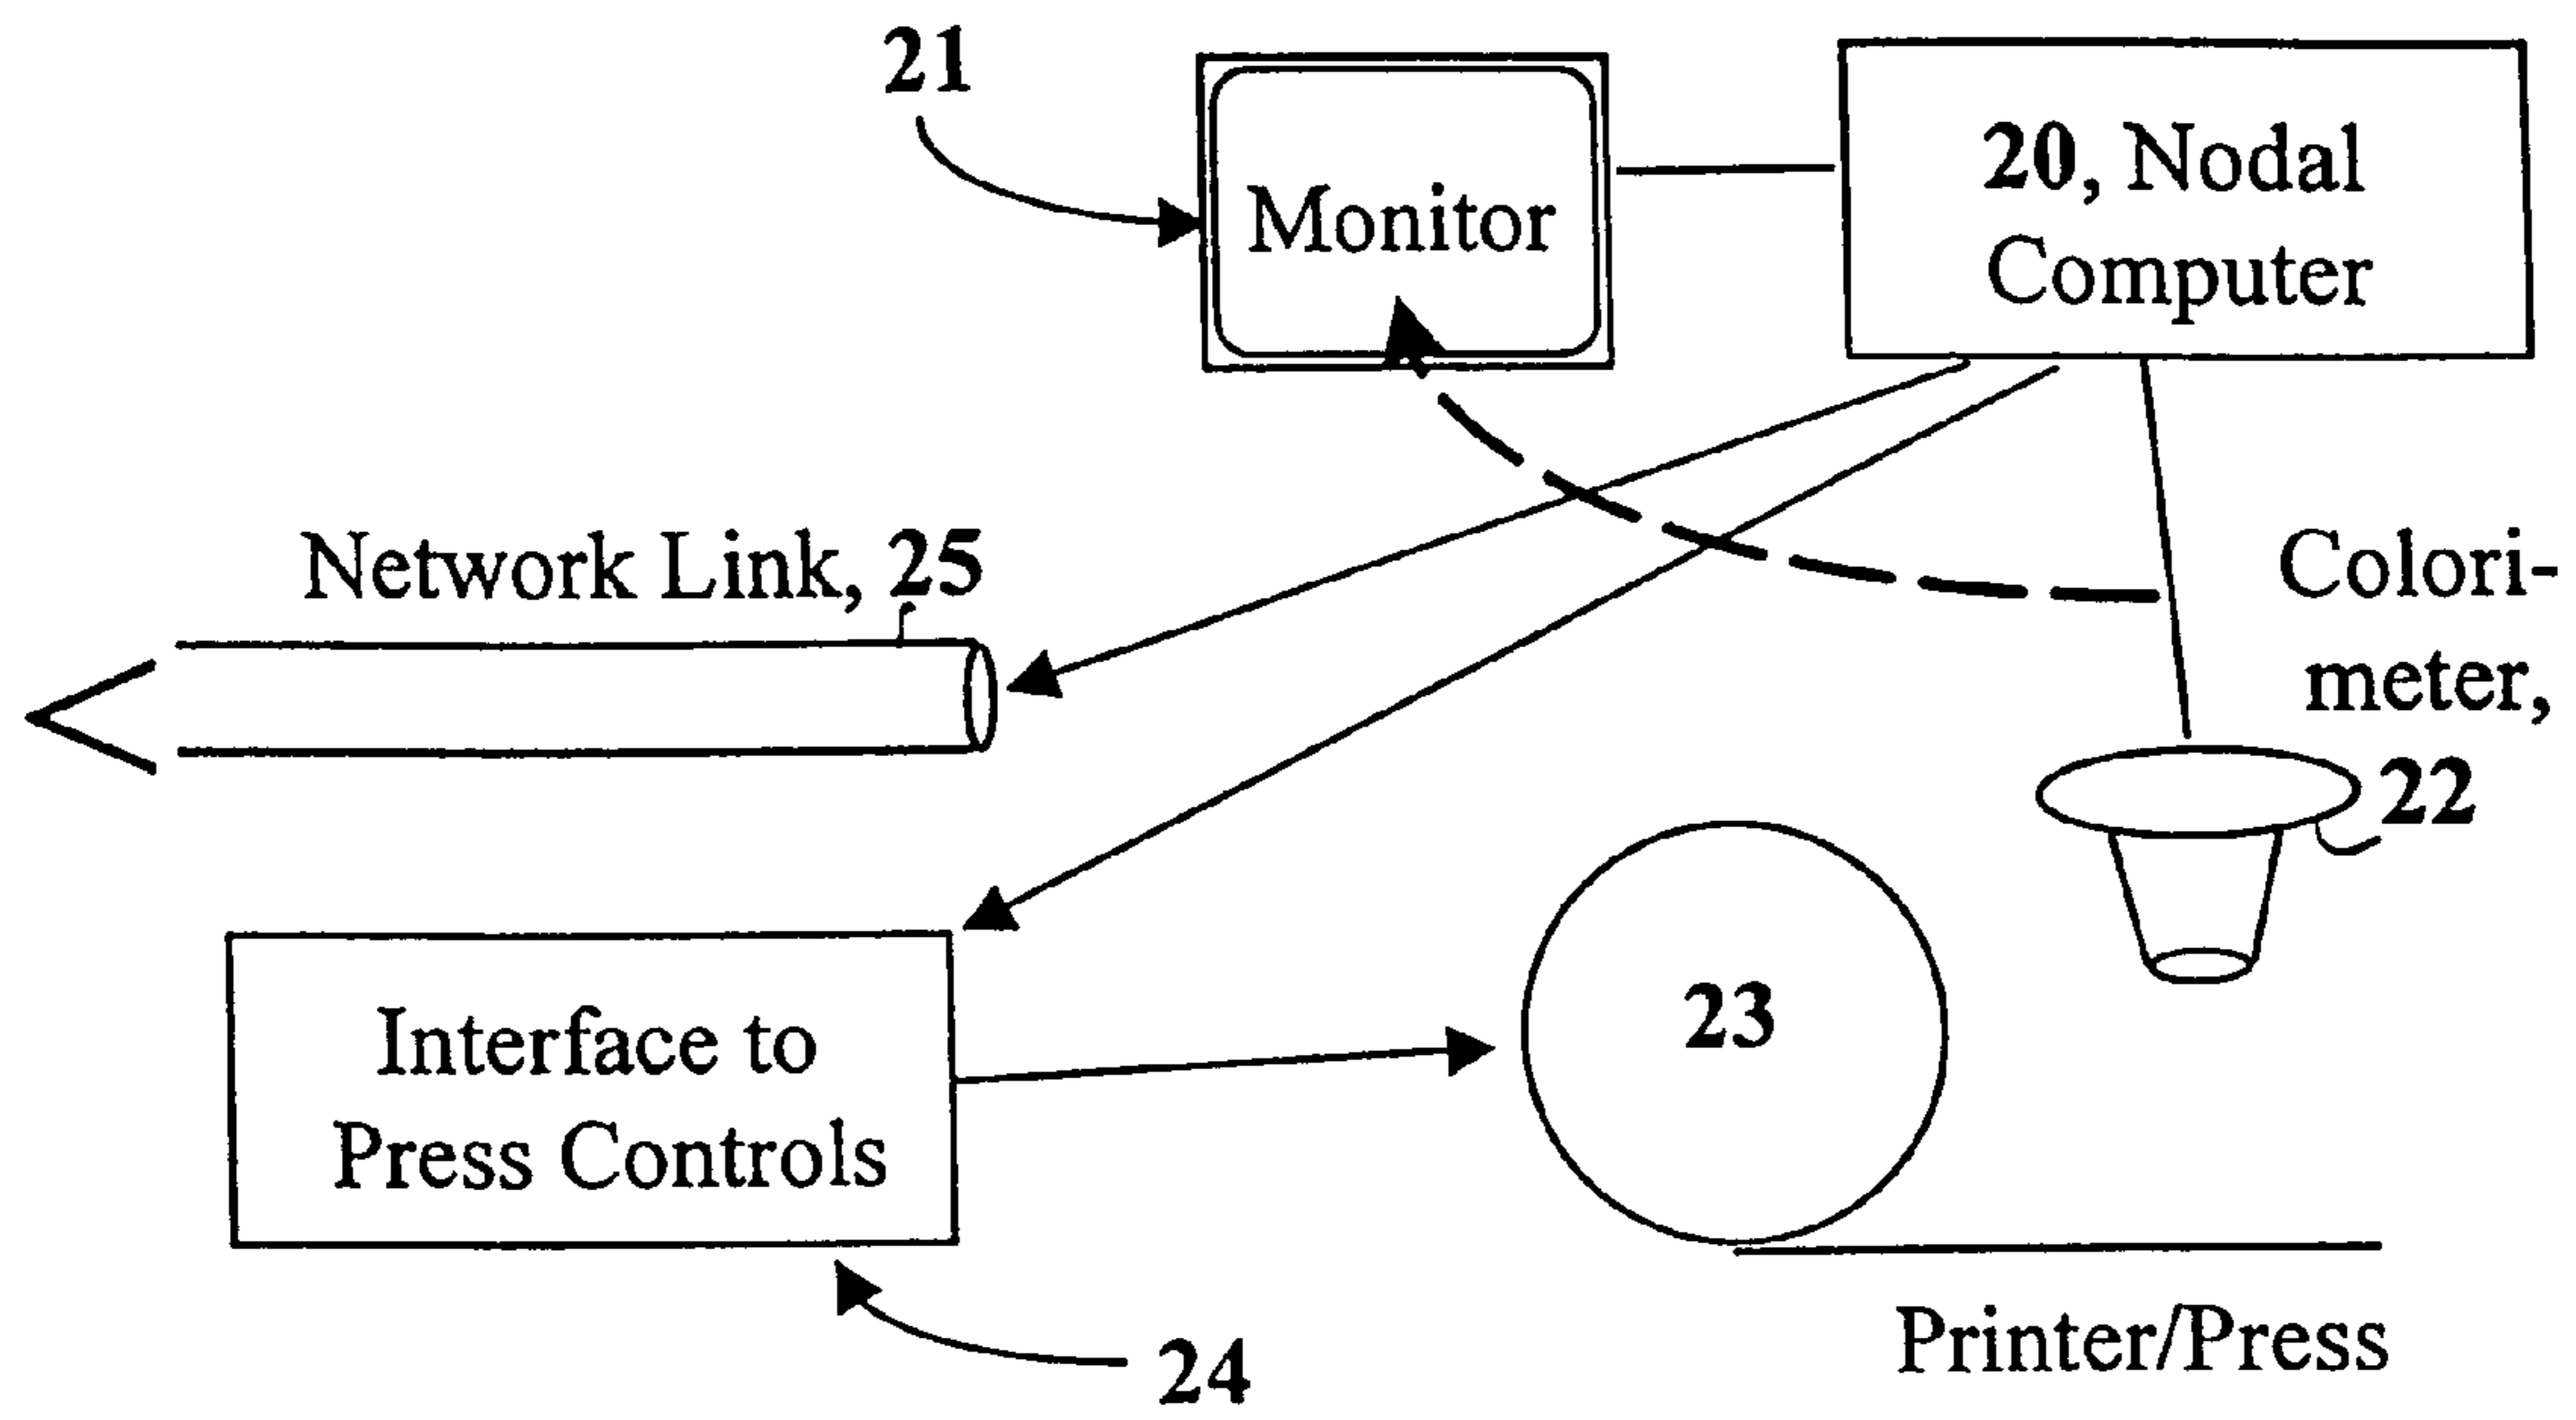 21
Monitor
20, Nodal
Computer
Network Link, 25
Colori-
meter,
22
23
Interface to
Press Controls
24
Printer/Press